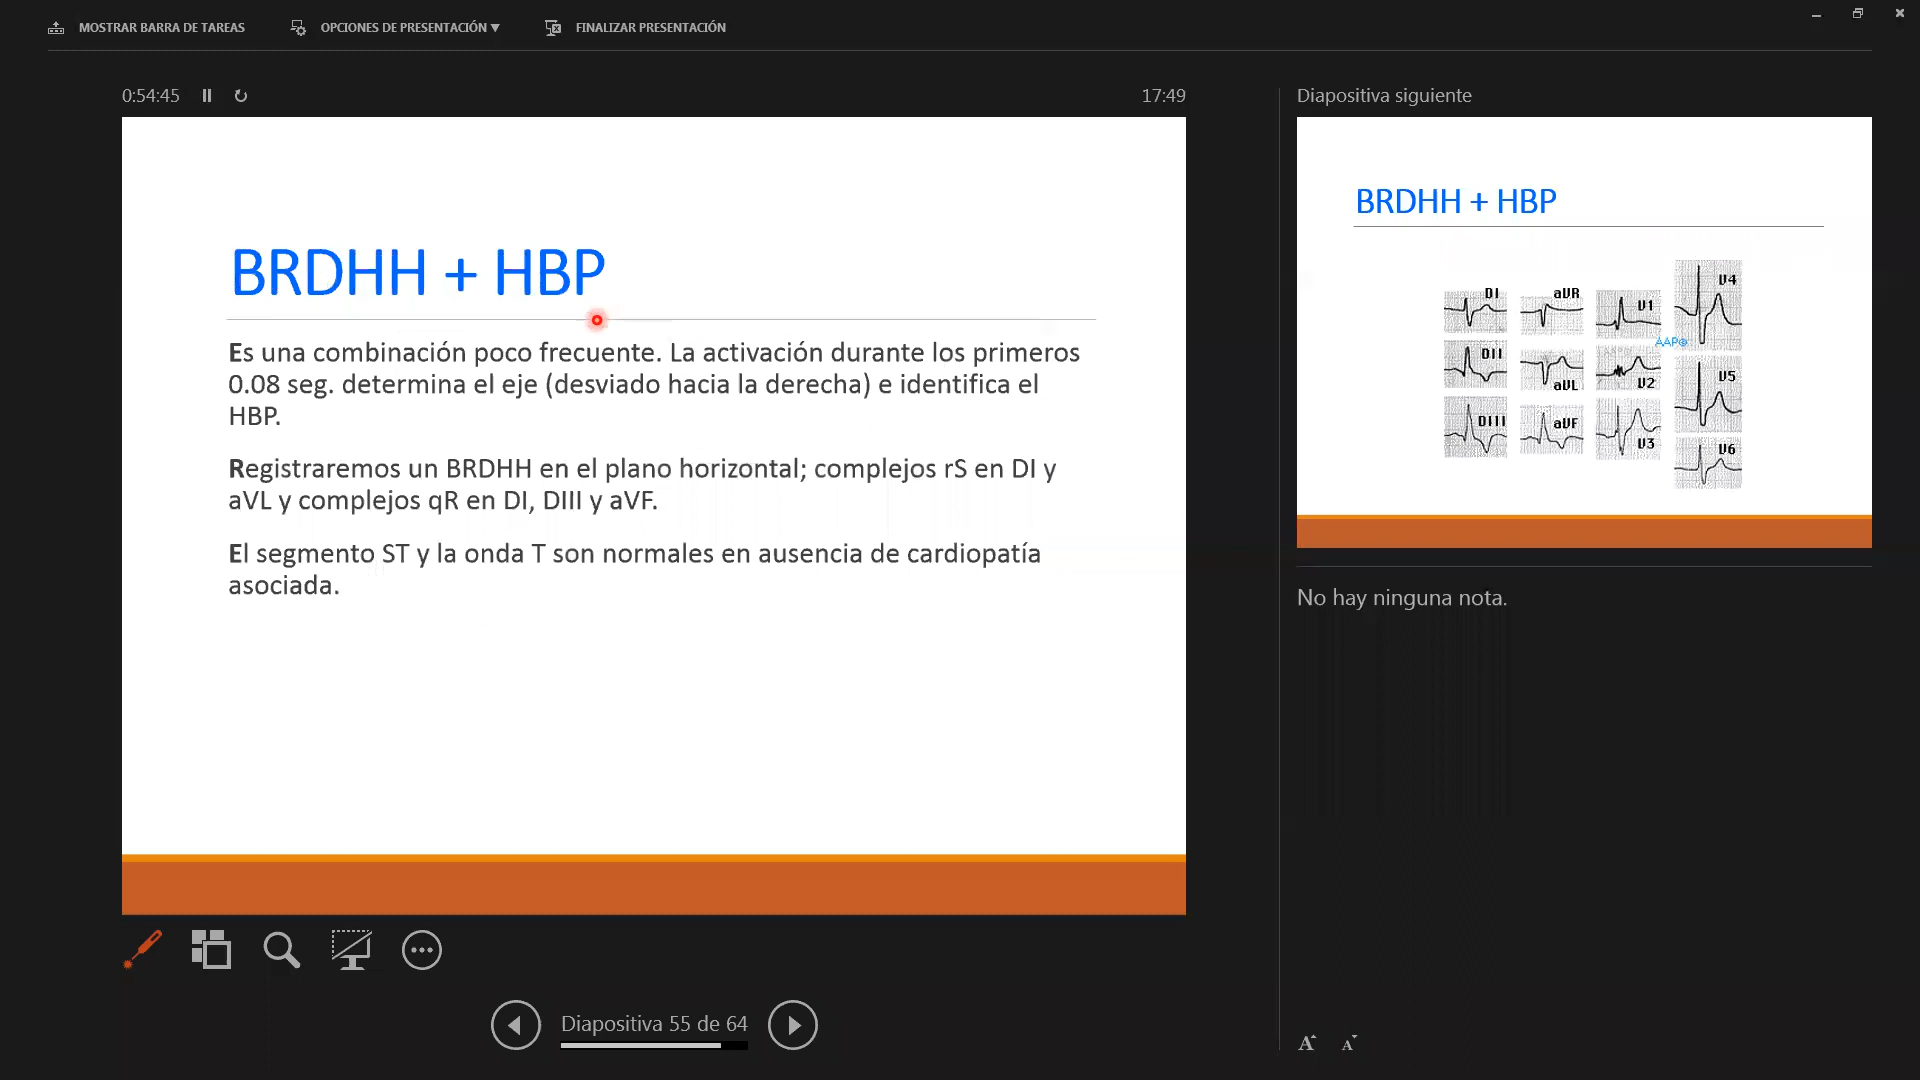 MOSTRAR BARRA DE TAREAS
OPCIONES DE PRESENTACIÓN ▼
FINALIZAR PRESENTACIÓN
0:54:45
17:49
BRDHH + HBP
Es una combinación poco frecuente. La activación durante los primeros
0.08 seg. determina el eje (desviado hacia la derecha) e identifica el
HBP.
Registraremos un BRDHH en el plano horizontal; complejos rS en DI y
aVL y complejos qR en DI, DIII y aVF.
El segmento ST y la onda T son normales en ausencia de cardiopatía
asociada.
Diapositiva 55 de 64
Diapositiva siguiente
BRDHH + HBP
DI
aVR
V1
V4
AAP®
DII
aVL
V2
V5
DIII
aVF
V3
V6
No hay ninguna nota.
A A